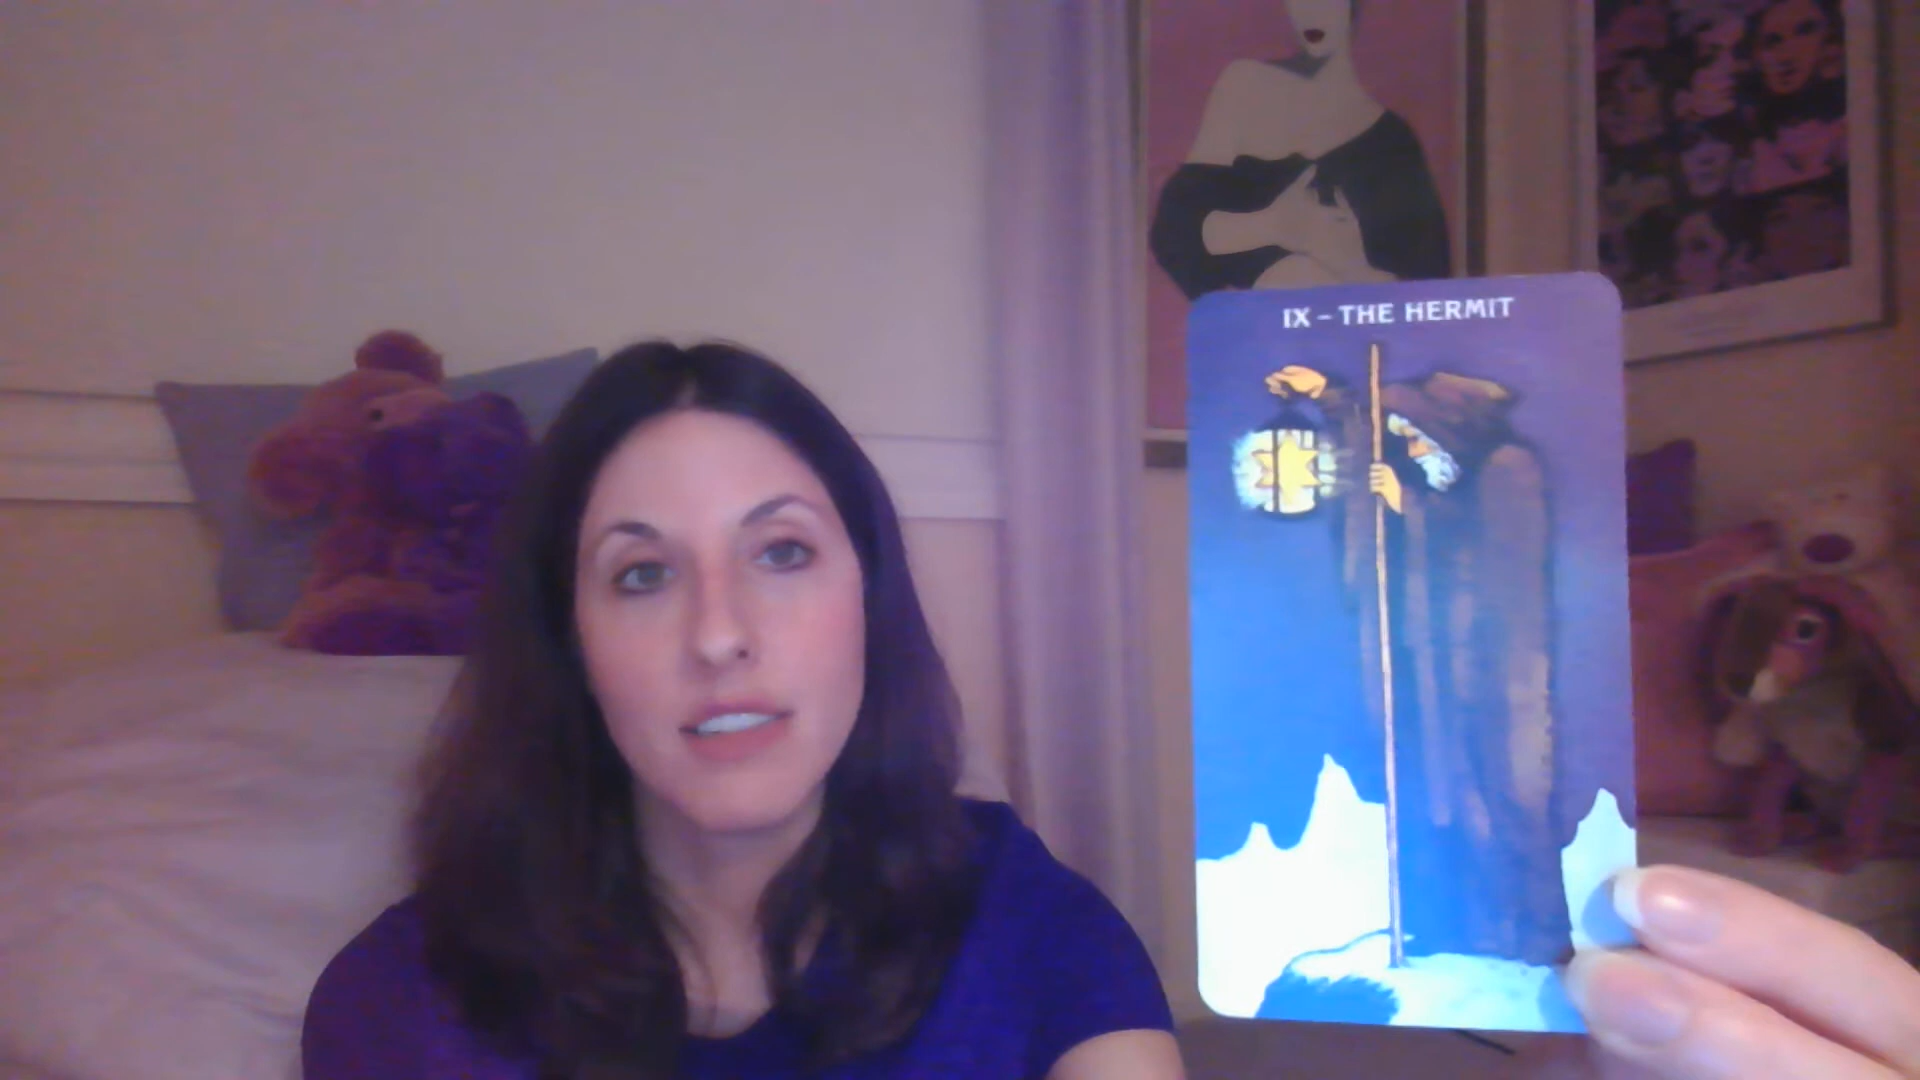 IX – THE HERMIT